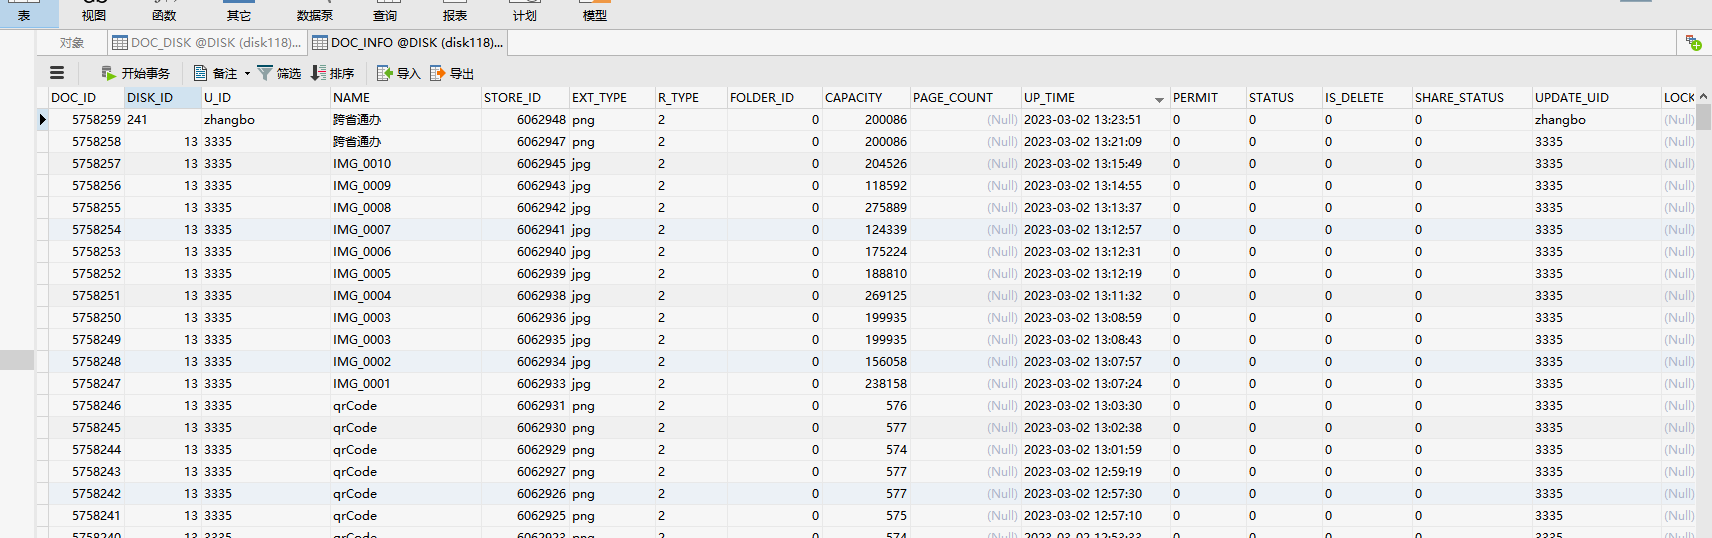 表 视图 函数 其它 数据泵 查询 报表 计划 模型
对象 DOC_DISK @DISK (disk118)... DOC_INFO @DISK (disk118)...
开始事务 备注 筛选 排序 导入 导出
DOC_ID DISK_ID U_ID NAME STORE_ID EXT_TYPE R_TYPE FOLDER_ID CAPACITY PAGE_COUNT UP_TIME PERMIT STATUS IS_DELETE SHARE_STATUS UPDATE_UID LOCK
5758259 241 zhangbo 跨省通办 6062948 png 2 0 200086 (Null) 2023-03-02 13:23:51 0 0 0 0 zhangbo (Null)
5758258 13 3335 跨省通办 6062947 png 2 0 200086 (Null) 2023-03-02 13:21:09 0 0 0 0 3335 (Null)
5758257 13 3335 IMG_0010 6062945 jpg 2 0 204526 (Null) 2023-03-02 13:15:49 0 0 0 0 3335 (Null)
5758256 13 3335 IMG_0009 6062943 jpg 2 0 118592 (Null) 2023-03-02 13:14:55 0 0 0 0 3335 (Null)
5758255 13 3335 IMG_0008 6062942 jpg 2 0 275889 (Null) 2023-03-02 13:13:37 0 0 0 0 3335 (Null)
5758254 13 3335 IMG_0007 6062941 jpg 2 0 124339 (Null) 2023-03-02 13:12:57 0 0 0 0 3335 (Null)
5758253 13 3335 IMG_0006 6062940 jpg 2 0 175224 (Null) 2023-03-02 13:12:31 0 0 0 0 3335 (Null)
5758252 13 3335 IMG_0005 6062939 jpg 2 0 188810 (Null) 2023-03-02 13:12:19 0 0 0 0 3335 (Null)
5758251 13 3335 IMG_0004 6062938 jpg 2 0 269125 (Null) 2023-03-02 13:11:32 0 0 0 0 3335 (Null)
5758250 13 3335 IMG_0003 6062936 jpg 2 0 199935 (Null) 2023-03-02 13:08:59 0 0 0 0 3335 (Null)
5758249 13 3335 IMG_0003 6062935 jpg 2 0 199935 (Null) 2023-03-02 13:08:43 0 0 0 0 3335 (Null)
5758248 13 3335 IMG_0002 6062934 jpg 2 0 156058 (Null) 2023-03-02 13:07:57 0 0 0 0 3335 (Null)
5758247 13 3335 IMG_0001 6062933 jpg 2 0 238158 (Null) 2023-03-02 13:07:24 0 0 0 0 3335 (Null)
5758246 13 3335 qrCode 6062931 png 2 0 576 (Null) 2023-03-02 13:03:30 0 0 0 0 3335 (Null)
5758245 13 3335 qrCode 6062930 png 2 0 577 (Null) 2023-03-02 13:02:38 0 0 0 0 3335 (Null)
5758244 13 3335 qrCode 6062929 png 2 0 574 (Null) 2023-03-02 13:01:59 0 0 0 0 3335 (Null)
5758243 13 3335 qrCode 6062927 png 2 0 577 (Null) 2023-03-02 12:59:19 0 0 0 0 3335 (Null)
5758242 13 3335 qrCode 6062926 png 2 0 577 (Null) 2023-03-02 12:57:30 0 0 0 0 3335 (Null)
5758241 13 3335 qrCode 6062925 png 2 0 575 (Null) 2023-03-02 12:57:10 0 0 0 0 3335 (Null)
5758240 13 3335 qrCode 6062923 png 2 0 574 (Null) 2023-03-02 12:53:33 0 0 0 0 3335 (Null)